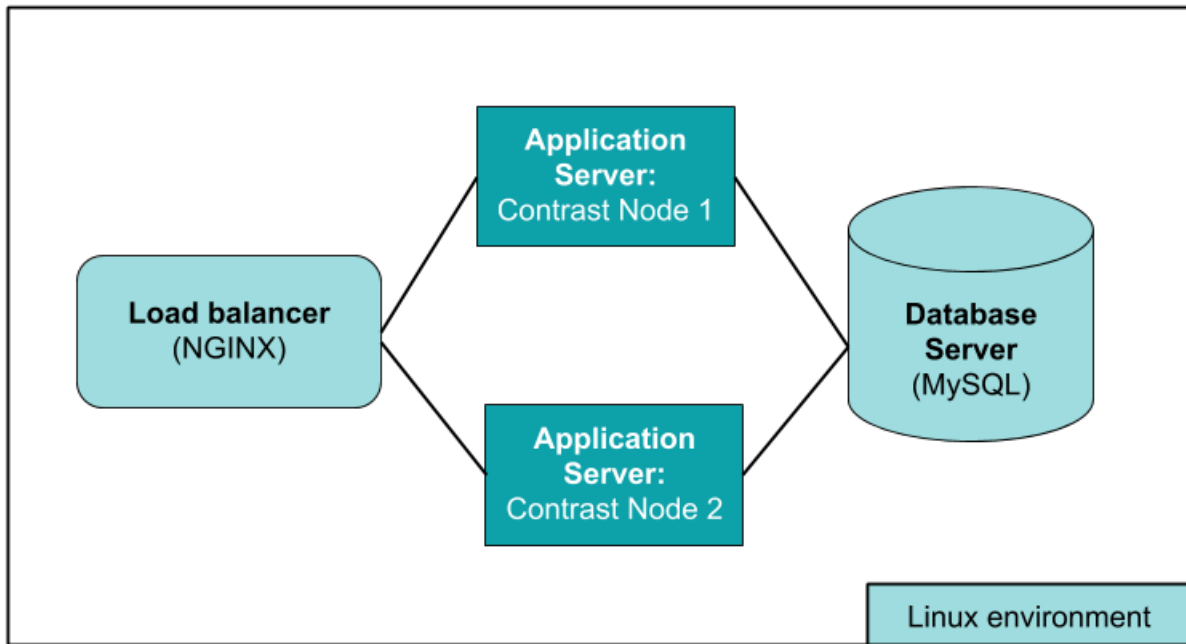 Application
Server:
Contrast Node 1
Load balancer
(NGINX)
Database
Server
(MySQL)
Application
Server:
Contrast Node 2
Linux environment